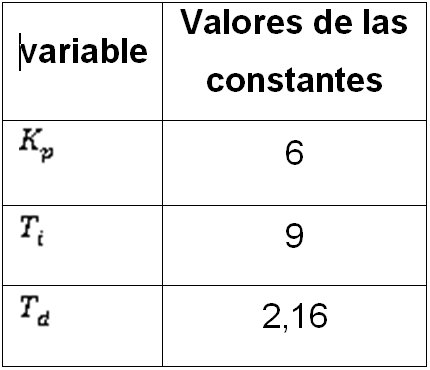 variable
Valores de las
constantes
Kp
6
Ti
9
Td
2,16